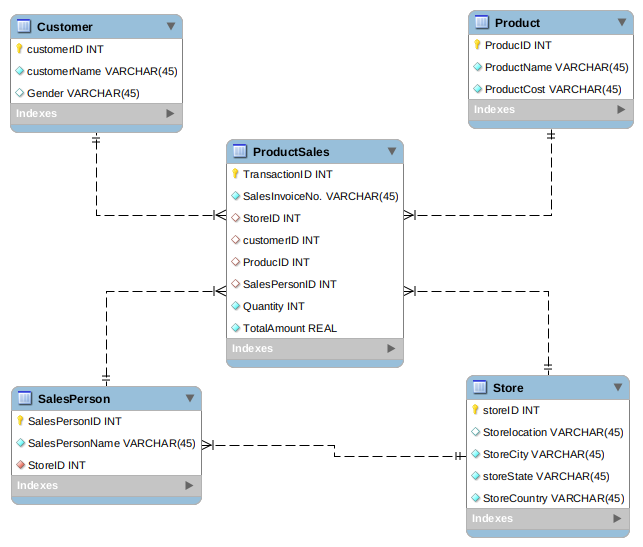 Customer
customerID INT
customerName VARCHAR(45)
Gender VARCHAR(45)
Indexes
Product
ProducID INT
ProductName VARCHAR(45)
ProductCost VARCHAR(45)
Indexes
ProductSales
TransactionID INT
SalesInvoiceNo. VARCHAR(45)
StoreID INT
customerID INT
ProducID INT
SalesPersonID INT
Quantity INT
TotalAmount REAL
Indexes
SalesPerson
SalesPersonID INT
SalesPersonName VARCHAR(45)
StoreID INT
Indexes
Store
storeID INT
Storelocation VARCHAR(45)
StoreCity VARCHAR(45)
storeState VARCHAR(45)
StoreCountry VARCHAR(45)
Indexes